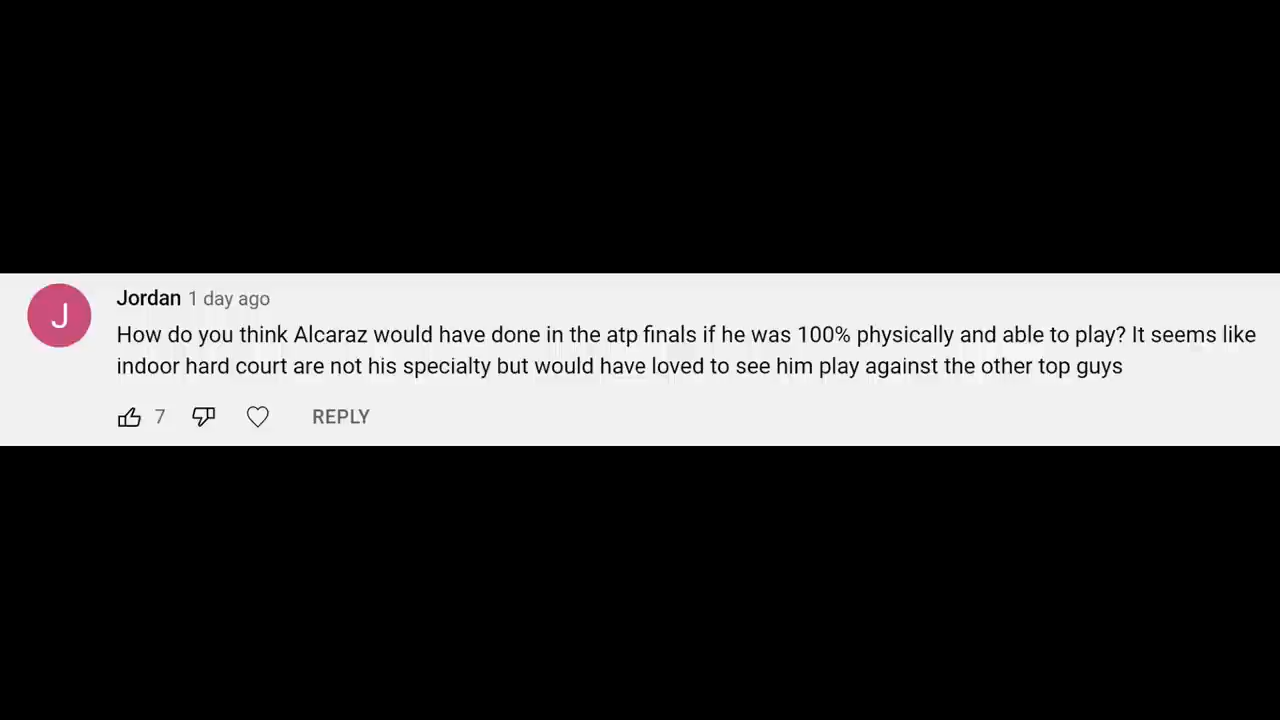 J
Jordan 1 day ago
How do you think Alcaraz would have done in the atp finals if he was 100% physically and able to play? It seems like
indoor hard court are not his specialty but would have loved to see him play against the other top guys
7 REPLY